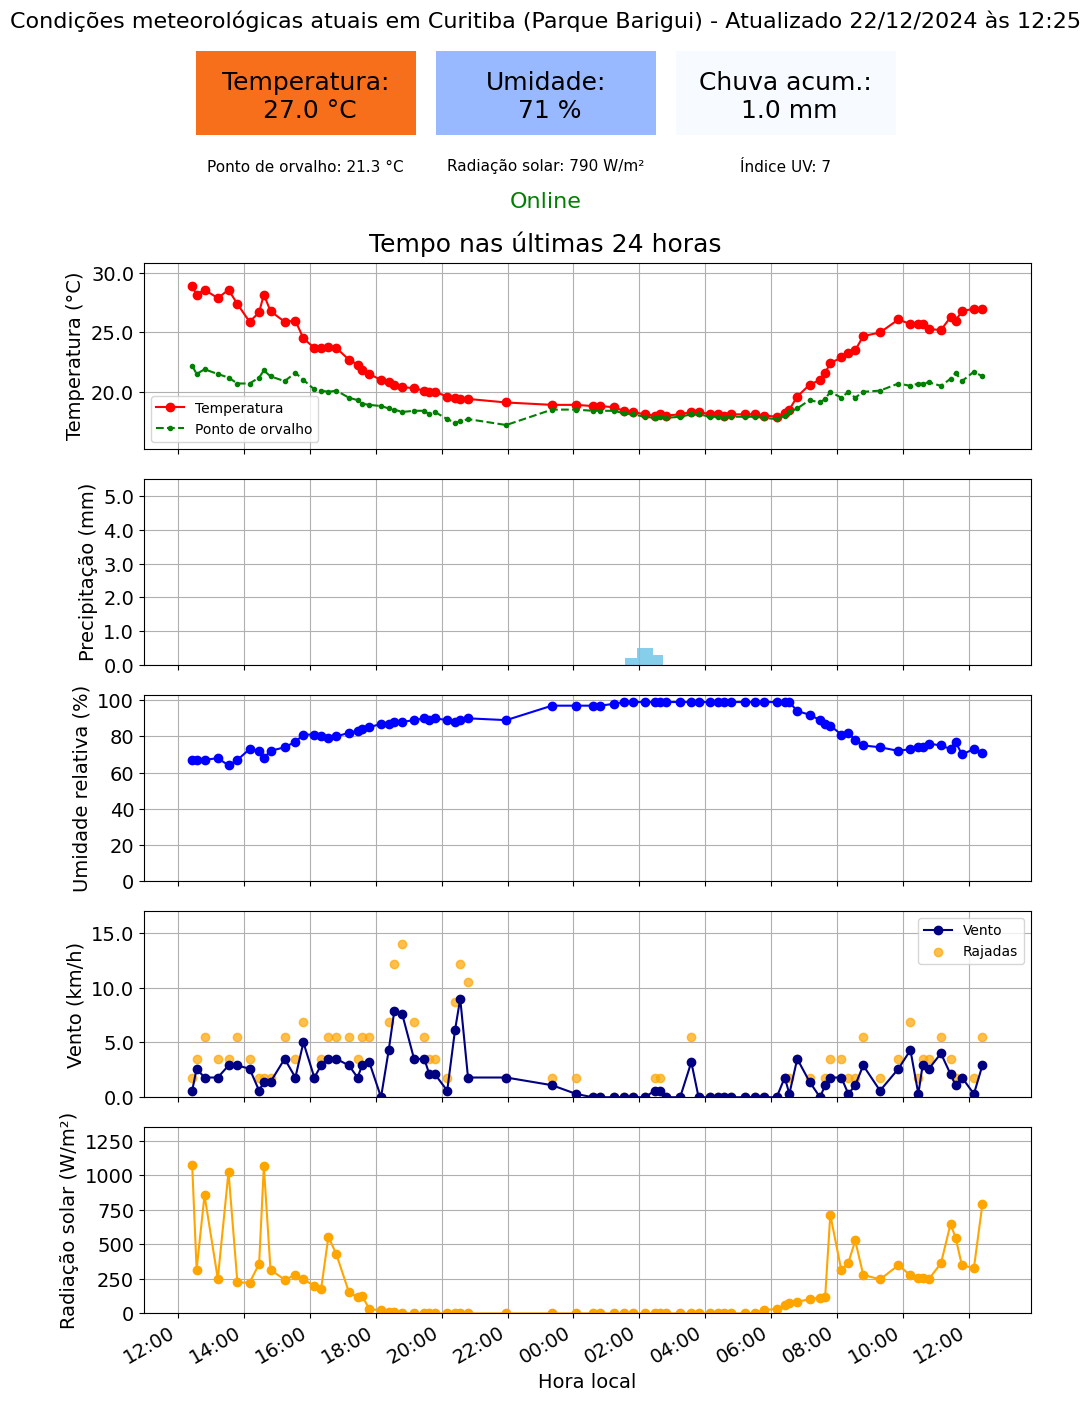 Condições meteorológicas atuais em Curitiba (Parque Barigui) - Atualizado 22/12/2024 às 12:25
Temperatura:
27.0 °C
Umidade:
71 %
Chuva acum.:
1.0 mm
Ponto de orvalho: 21.3 °C
Radiação solar: 790 W/m²
Índice UV: 7
Online
Tempo nas últimas 24 horas
Temperatura (°C)
30.0
25.0
20.0
Temperatura
Ponto de orvalho
Precipitação (mm)
5.0
4.0
3.0
2.0
1.0
0.0
Umidade relativa (%)
100
80
60
40
20
0
Vento (km/h)
15.0
10.0
5.0
0.0
Vento
Rajadas
Radiação solar (W/m²)
1250
1000
750
500
250
0
12:00
14:00
16:00
18:00
20:00
22:00
00:00
02:00
04:00
06:00
08:00
10:00
12:00
Hora local